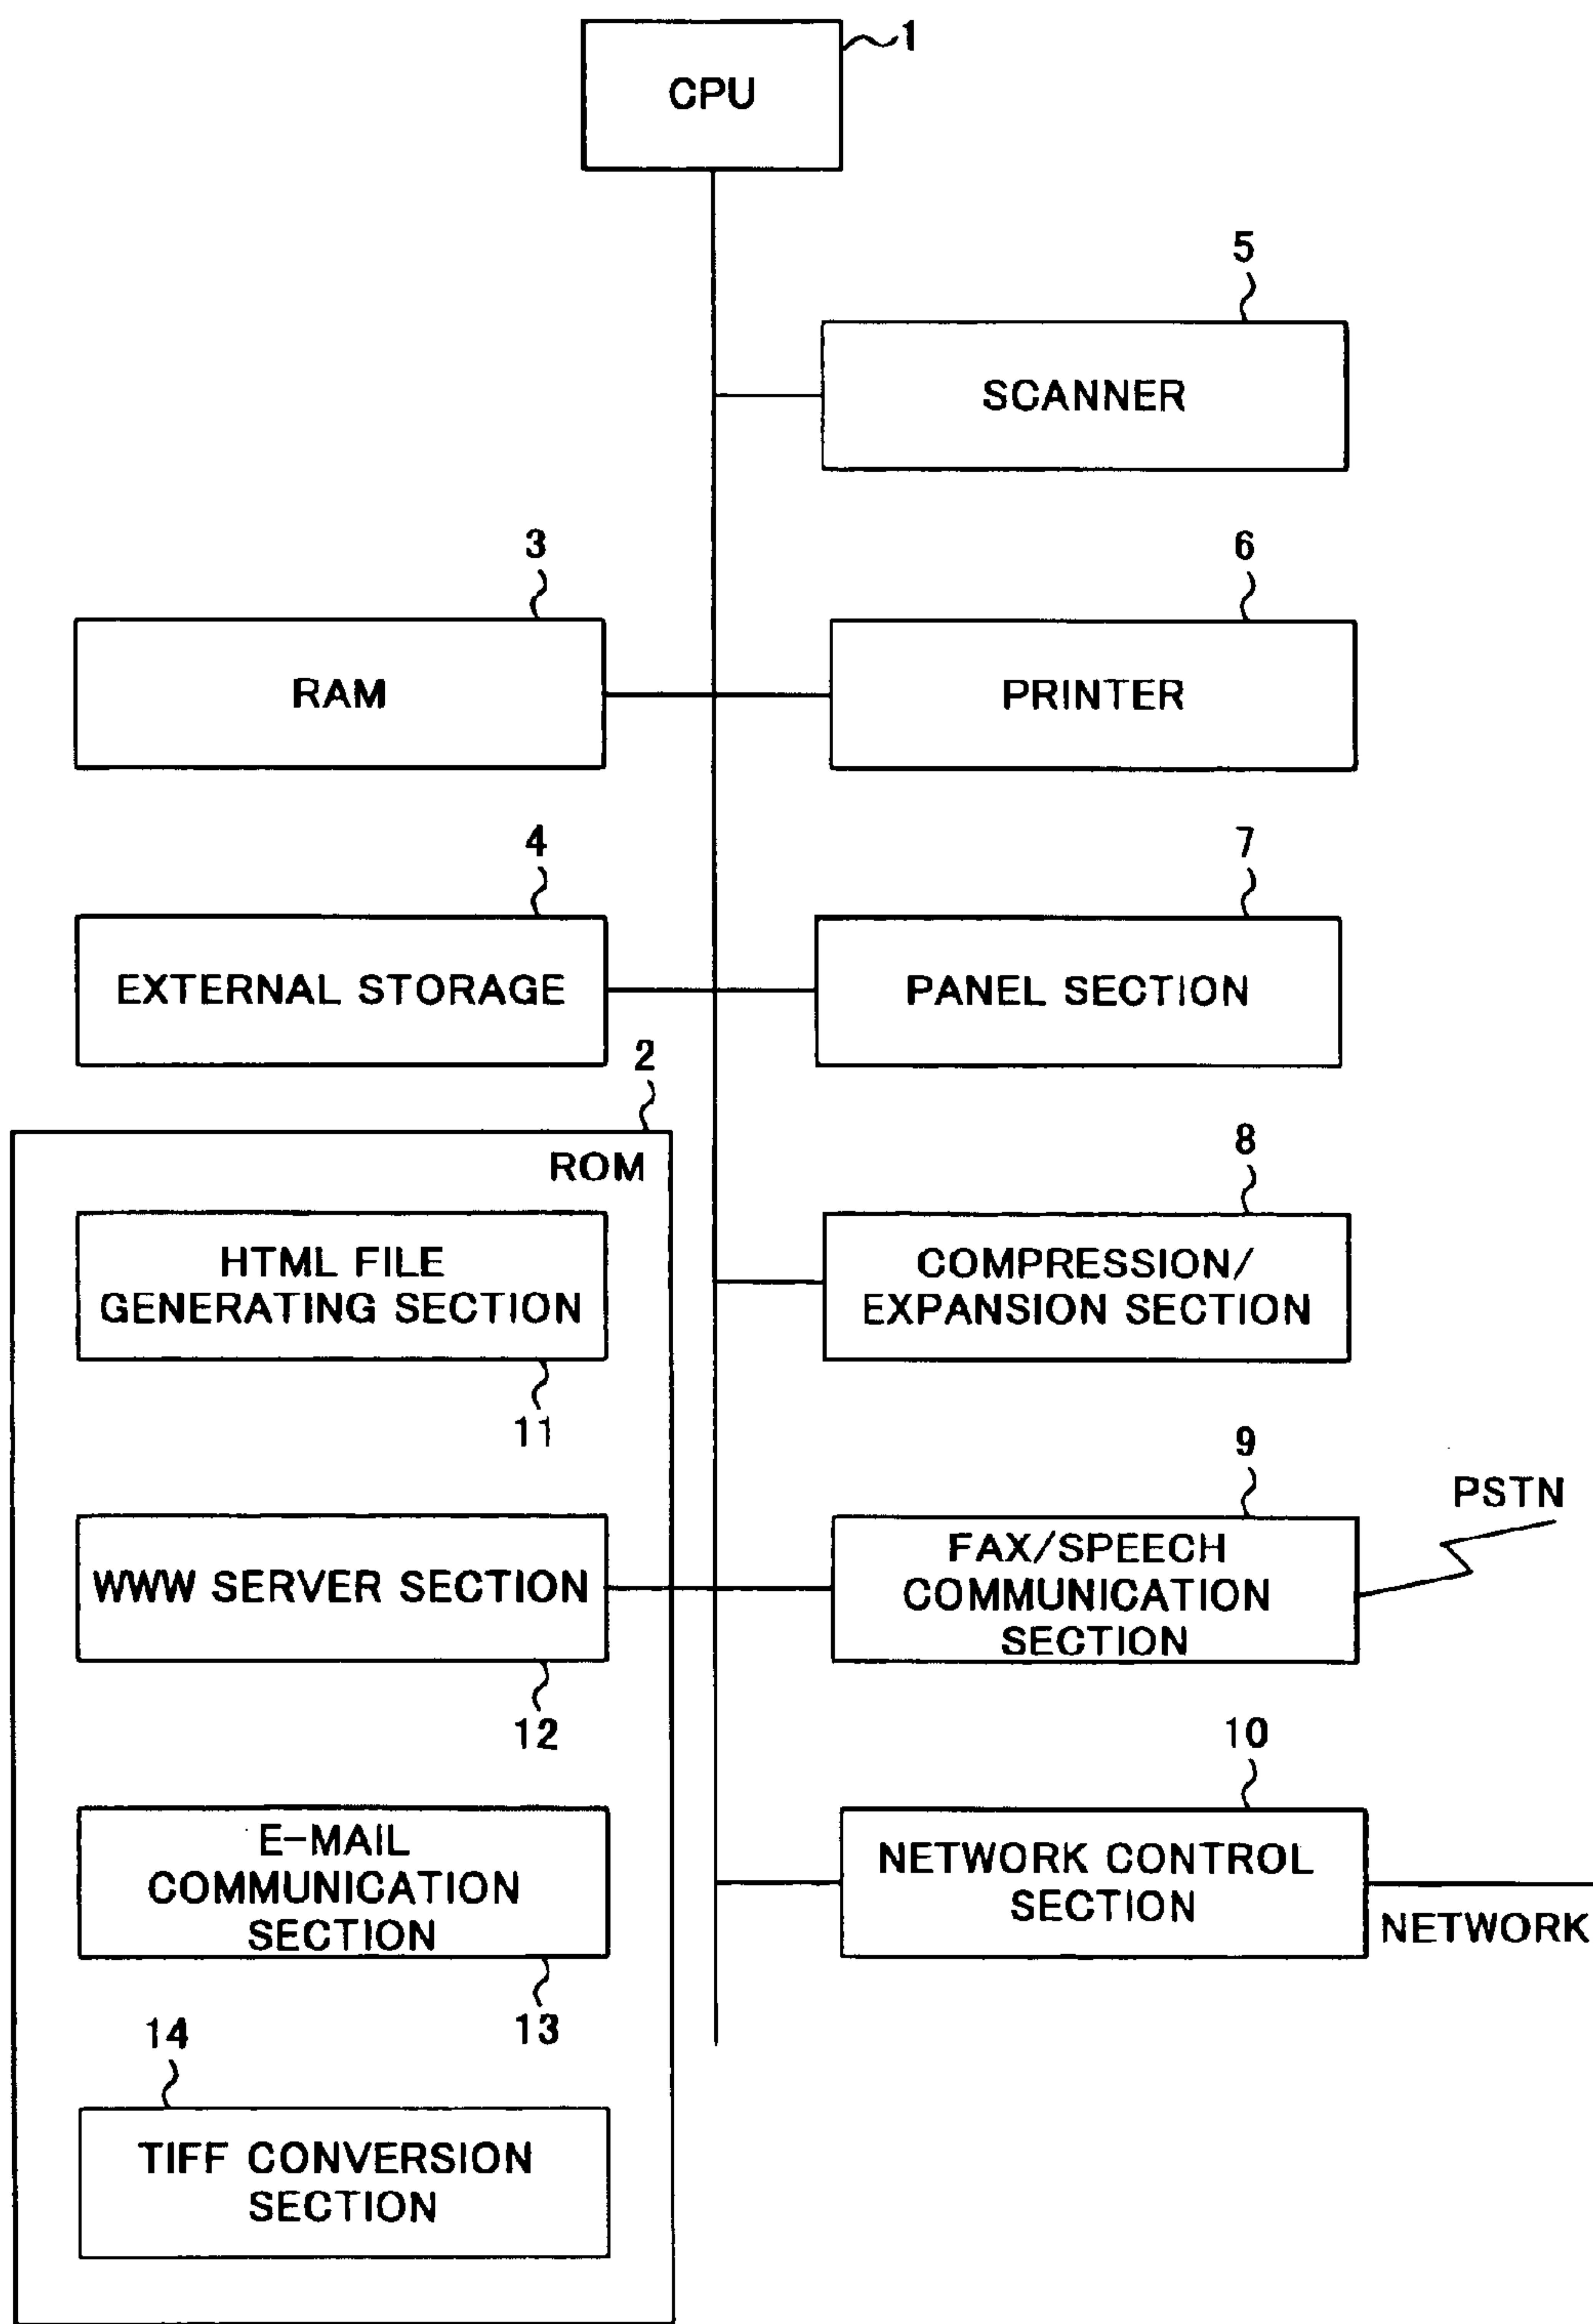 1
CPU
5
SCANNER
3
RAM
6
PRINTER
4
EXTERNAL STORAGE
7
PANEL SECTION
2
ROM
HTML FILE
GENERATING SECTION
11
8
COMPRESSION/
EXPANSION SECTION
WWW SERVER SECTION
12
9
FAX/SPEECH
COMMUNICATION
SECTION
PSTN
E-MAIL
COMMUNICATION
SECTION
13
10
NETWORK CONTROL
SECTION
NETWORK
14
TIFF CONVERSION
SECTION